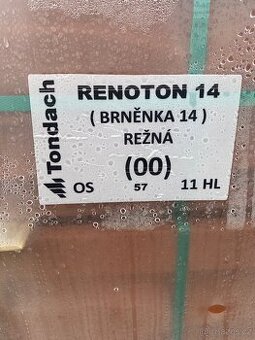 Tondach
RENOTON 14
( BRNĚNKA 14 )
REŽNÁ
(00)
OS 57 11 HL